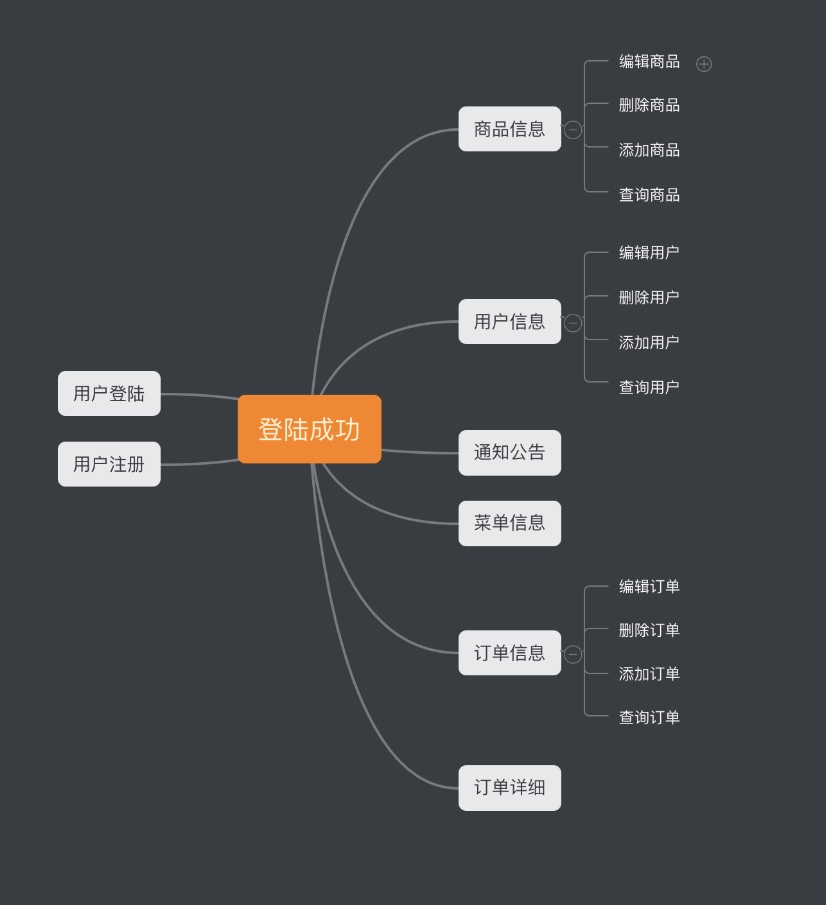 用户登陆
用户注册
登陆成功
商品信息
编辑商品
删除商品
添加商品
查询商品
用户信息
编辑用户
删除用户
添加用户
查询用户
通知公告
菜单信息
订单信息
编辑订单
删除订单
添加订单
查询订单
订单详细